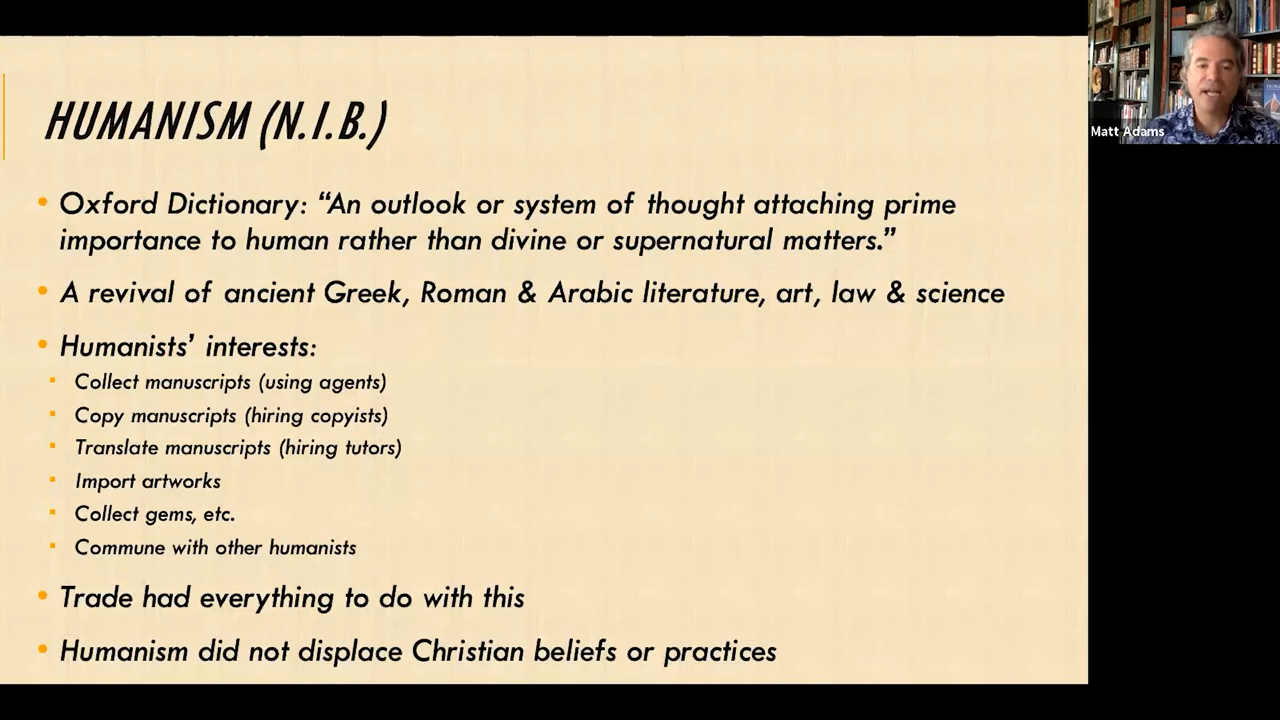 HUMANISM (N.I.B.)
• Oxford Dictionary: “An outlook or system of thought attaching prime
importance to human rather than divine or supernatural matters.”
• A revival of ancient Greek, Roman & Arabic literature, art, law & science
• Humanists’ interests:
▪ Collect manuscripts (using agents)
▪ Copy manuscripts (hiring copyists)
▪ Translate manuscripts (hiring tutors)
▪ Import artworks
▪ Collect gems, etc.
▪ Commune with other humanists
• Trade had everything to do with this
• Humanism did not displace Christian beliefs or practices
Matt Adams